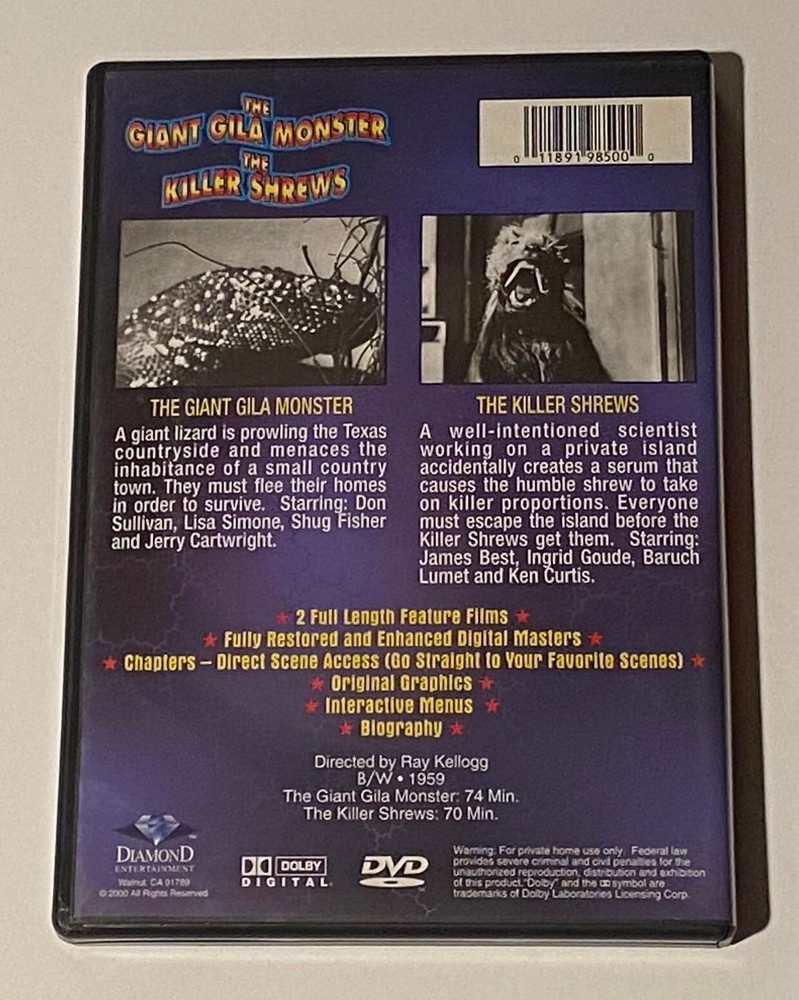 THE
GIANT GILA MONSTER
THE
KILLER SHREWS
0 11891 98500 0
THE GIANT GILA MONSTER
A giant lizard is prowling the Texas
countryside and menaces the
inhabitance of a small country
town. They must flee their homes
in order to survive. Starring: Don
Sullivan, Lisa Simone, Shug Fisher
and Jerry Cartwright.
THE KILLER SHREWS
A well-intentioned scientist
working on a private island
accidentally creates a serum that
causes the humble shrew to take
on killer proportions. Everyone
must escape the island before the
Killer Shrews get them. Starring:
James Best, Ingrid Goude, Baruch
Lumet and Ken Curtis.
★ 2 Full Length Feature Films ★
★ Fully Restored and Enhanced Digital Masters ★
★ Chapters – Direct Scene Access (Go Straight to Your Favorite Scenes) ★
★ Original Graphics ★
★ Interactive Menus ★
★ Biography ★
Directed by Ray Kellogg
B/W • 1959
The Giant Gila Monster: 74 Min.
The Killer Shrews: 70 Min.
DIAMOND
ENTERTAINMENT
Walnut, CA 91789
© 2000 All Rights Reserved
DOLBY
DIGITAL
DVD
Warning: For private home use only. Federal law
provides severe criminal and civil penalties for the
unauthorized reproduction, distribution and exhibition
of this product. "Dolby" and the DD symbol are
trademarks of Dolby Laboratories Licensing Corp.